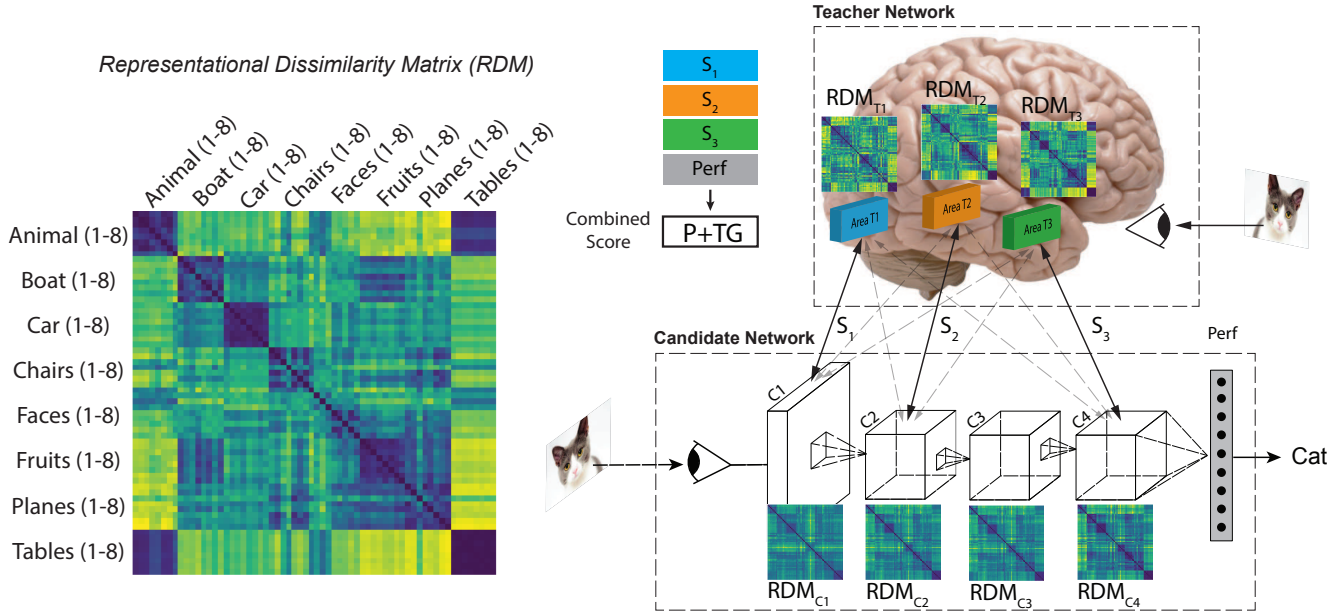 Representational Dissimilarity Matrix (RDM)
Animal (1-8)
Boat (1-8)
Car (1-8)
Chairs (1-8)
Faces (1-8)
Fruits (1-8)
Planes (1-8)
Tables (1-8)
Animal (1-8)
Boat (1-8)
Car (1-8)
Chairs (1-8)
Faces (1-8)
Fruits (1-8)
Planes (1-8)
Tables (1-8)
S1
S2
S3
Perf
Combined
Score
P+TG
Teacher Network
RDMT1
RDMT2
RDMT3
Area T1
Area T2
Area T3
S1
S2
S3
Candidate Network
Perf
C1
C2
C3
C4
Cat
RDMC1
RDMC2
RDMC3
RDMC4